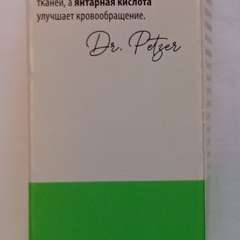 тканей, а янтарная кислота
улучшает кровообращение.
Dr. Petzer